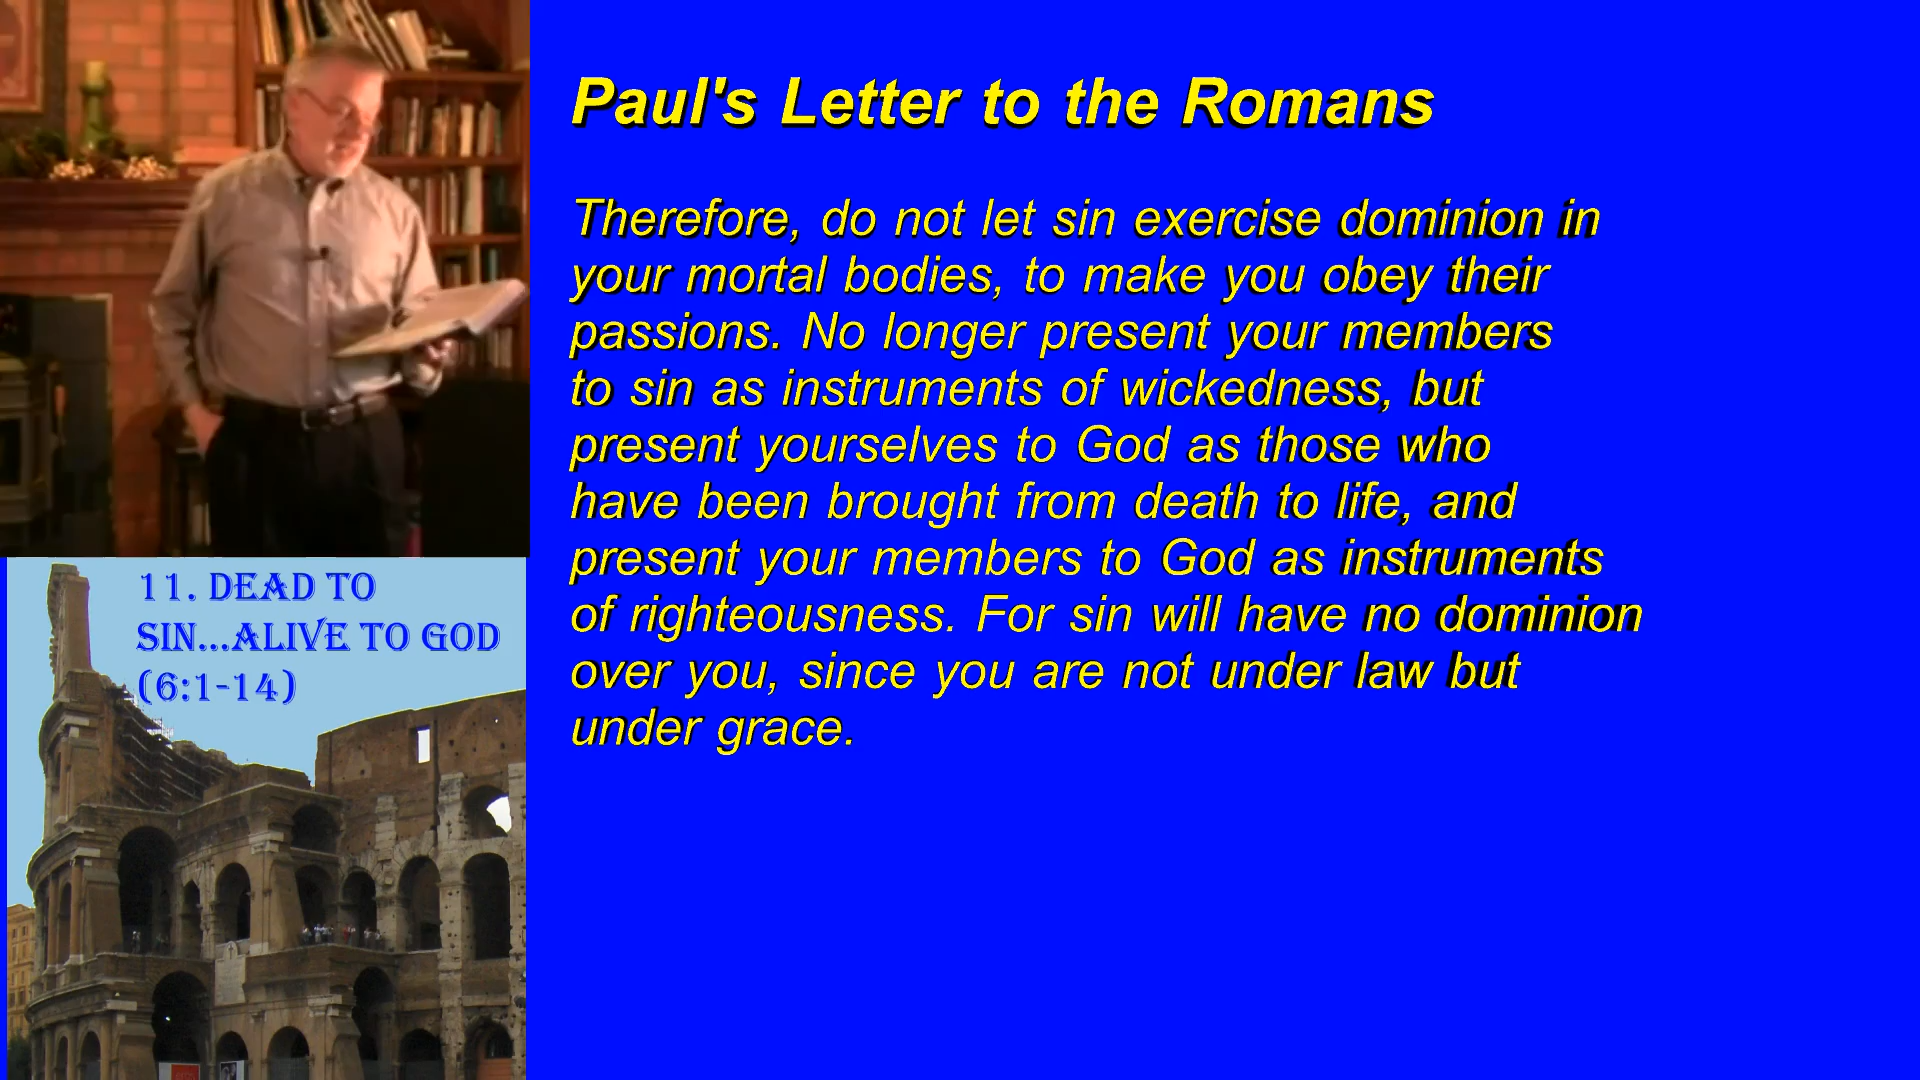 Paul's Letter to the Romans
Therefore, do not let sin exercise dominion in
your mortal bodies, to make you obey their
passions. No longer present your members
to sin as instruments of wickedness, but
present yourselves to God as those who
have been brought from death to life, and
present your members to God as instruments
of righteousness. For sin will have no dominion
over you, since you are not under law but
under grace.
11. DEAD TO
SIN...ALIVE TO GOD
(6:1-14)